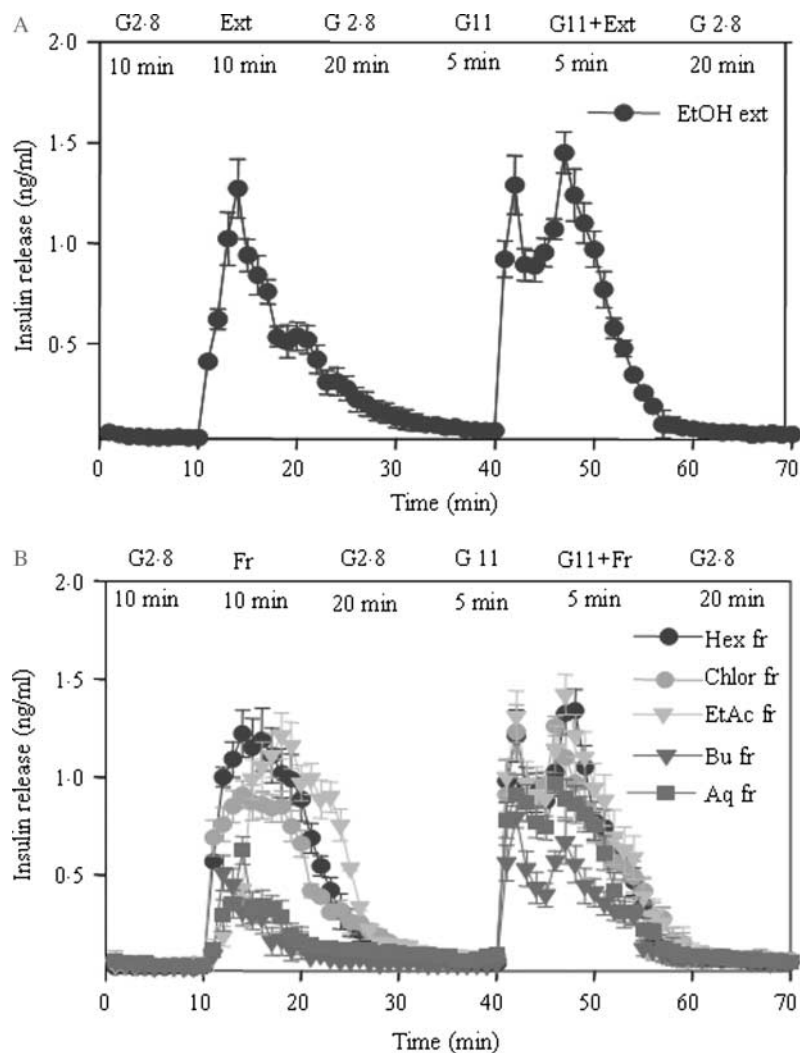 A
G2·8 Ext G 2·8 G11 G11+Ext G 2·8
2·0
10 min 10 min 20 min 5 min 5 min 20 min
EtOH ext
1·5
1·0
0·5
Insulin release (ng/ml)
0 10 20 30 40 50 60 70
Time (min)
B
G2·8 Fr G2·8 G 11 G11+Fr G2·8
2·0
10 min 10 min 20 min 5 min 5 min 20 min
Hex fr
Chlor fr
EtAc fr
Bu fr
Aq fr
1·5
1·0
0·5
Insulin release (ng/ml)
0 10 20 30 40 50 60 70
Time (min)